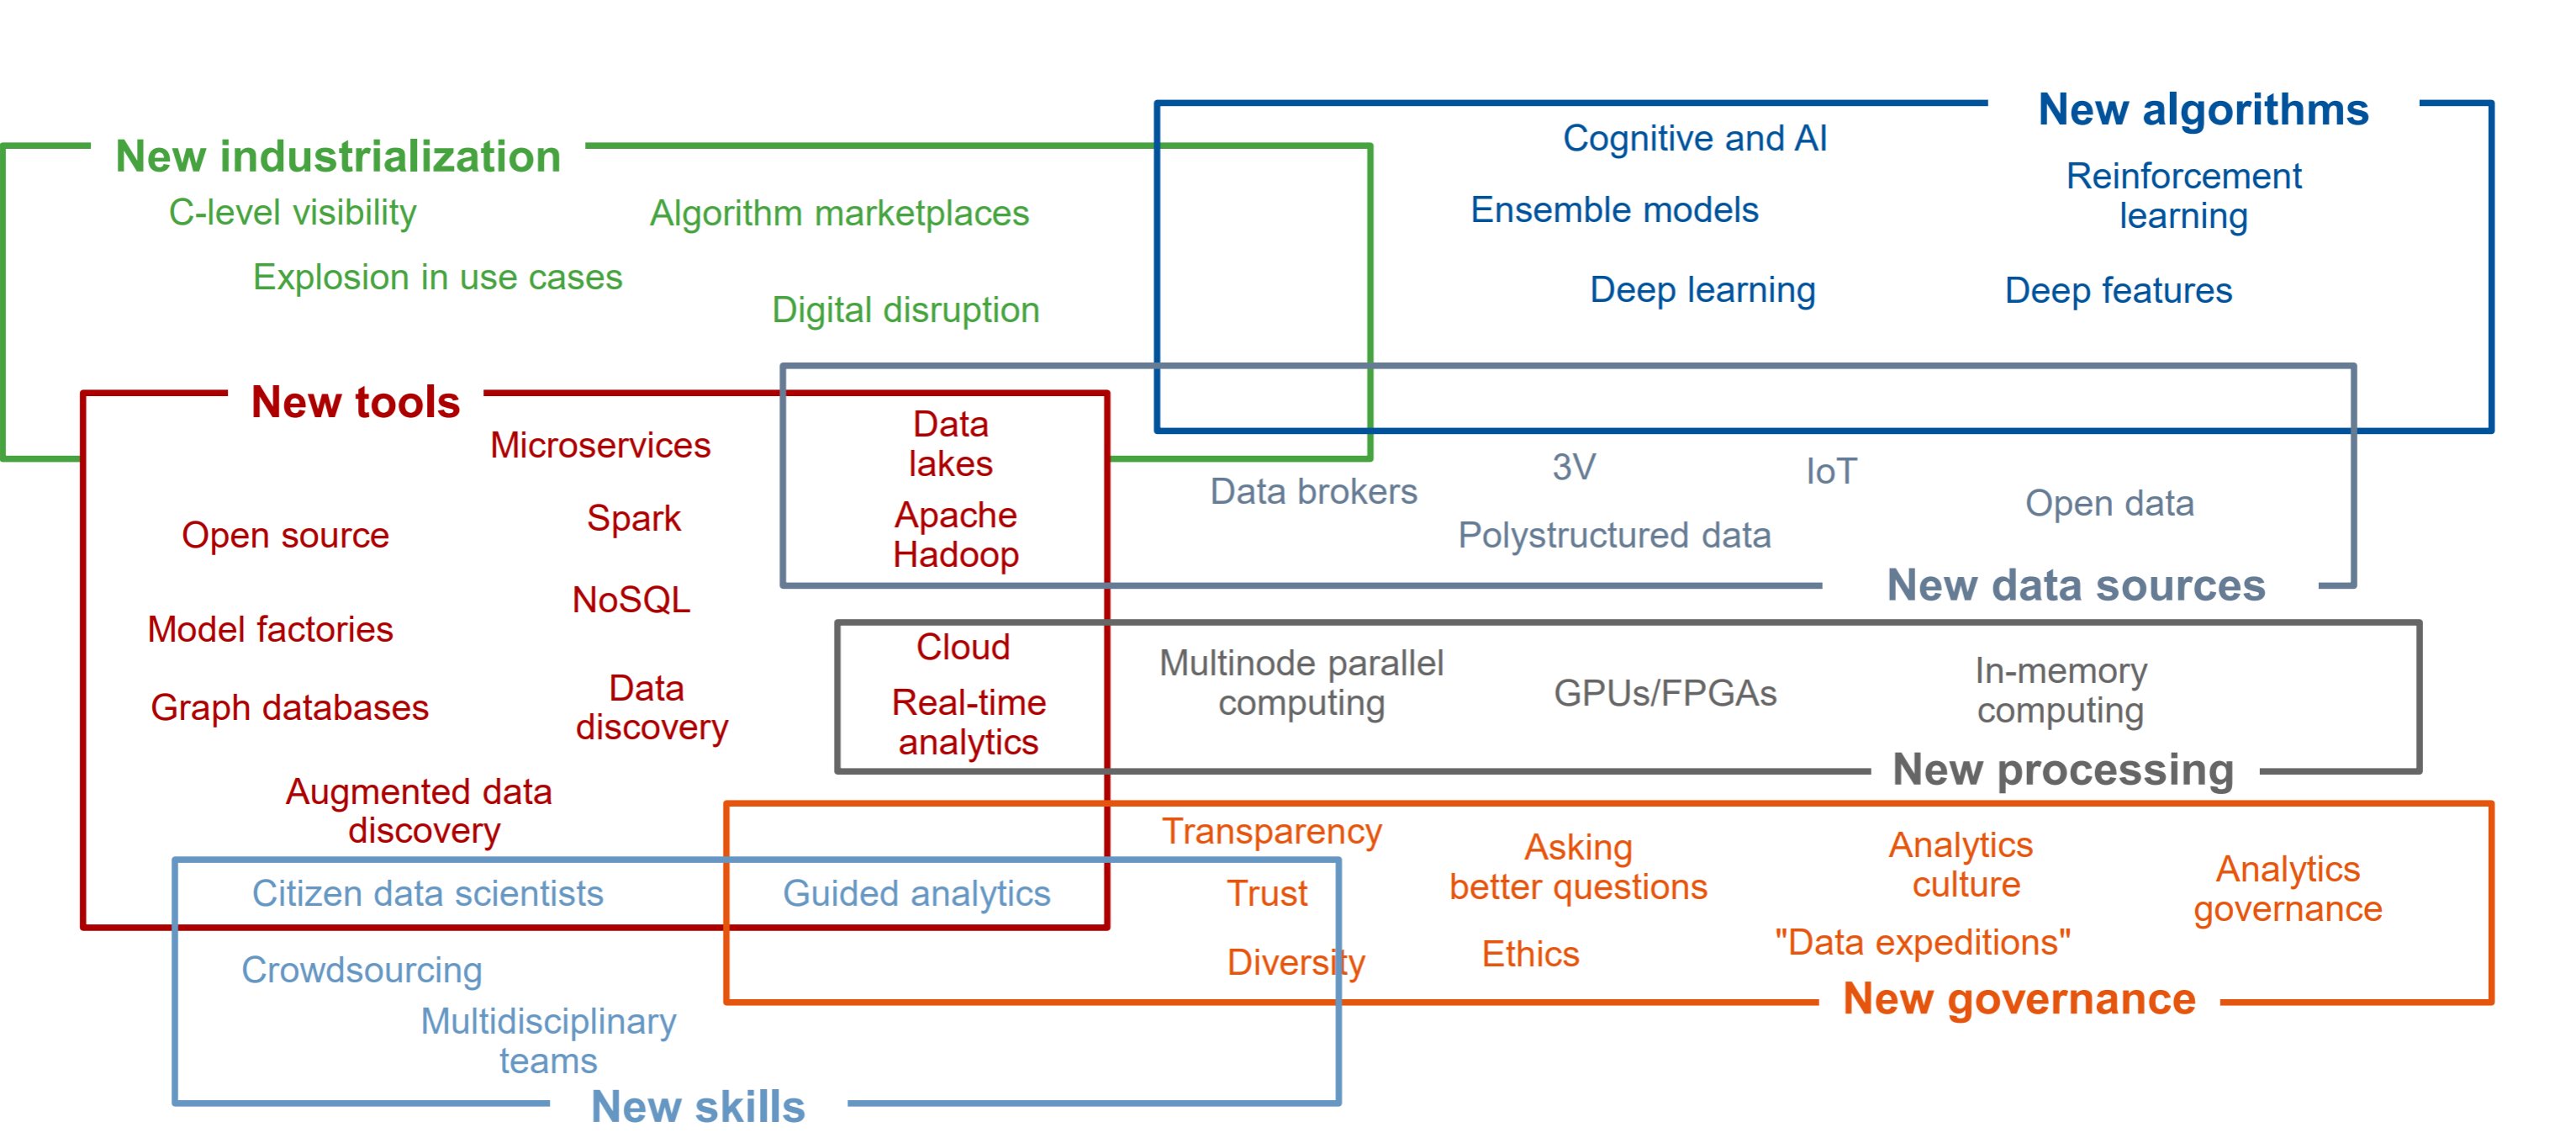 New industrialization
C-level visibility
Algorithm marketplaces
Explosion in use cases
Digital disruption
New algorithms
Cognitive and AI
Reinforcement
learning
Ensemble models
Deep learning
Deep features
New tools
Microservices
Data
lakes
Open source
Spark
Apache
Hadoop
NoSQL
Model factories
Cloud
Graph databases
Data
discovery
Real-time
analytics
Augmented data
discovery
Data brokers
3V
IoT
Open data
Polystructured data
New data sources
Multinode parallel
computing
GPUs/FPGAs
In-memory
computing
New processing
Transparency
Asking
better questions
Analytics
culture
Analytics
governance
Trust
Diversity
Ethics
"Data expeditions"
New governance
Citizen data scientists
Guided analytics
Crowdsourcing
Multidisciplinary
teams
New skills